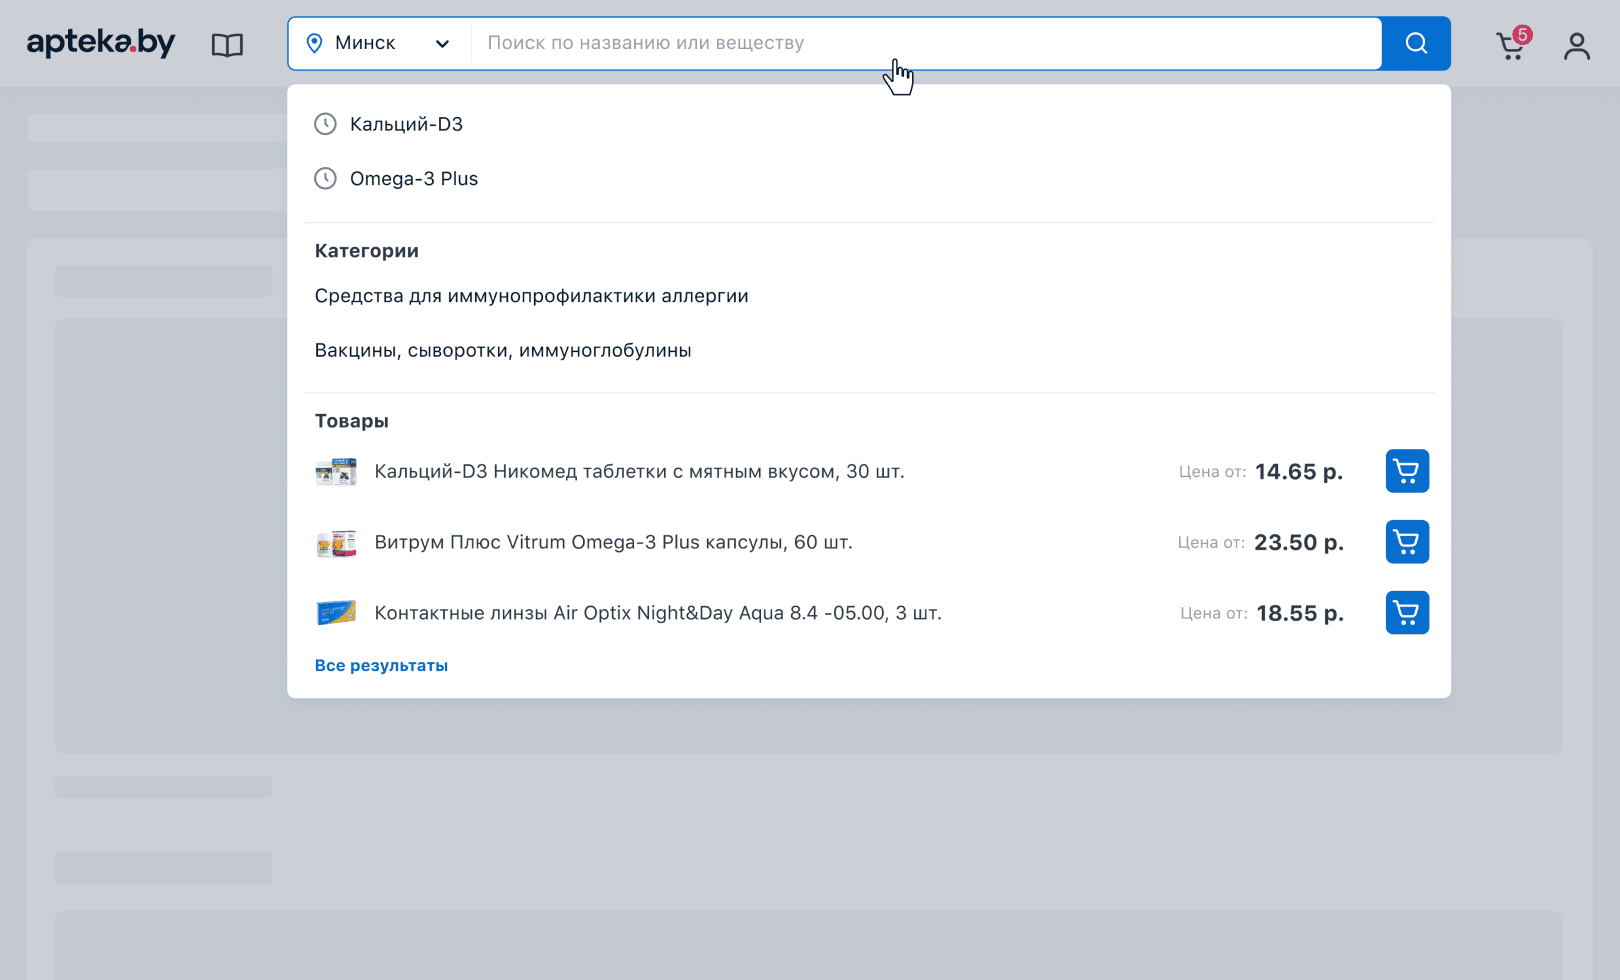 apteka.by
Минск
Поиск по названию или веществу
5
Кальций-D3
Omega-3 Plus
Категории
Средства для иммунопрофилактики аллергии
Вакцины, сыворотки, иммуноглобулины
Товары
Кальций-D3 Никомед таблетки с мятным вкусом, 30 шт. Цена от: 14.65 р.
Витрум Плюс Vitrum Omega-3 Plus капсулы, 60 шт. Цена от: 23.50 р.
Контактные линзы Air Optix Night&Day Aqua 8.4 -05.00, 3 шт. Цена от: 18.55 р.
Все результаты